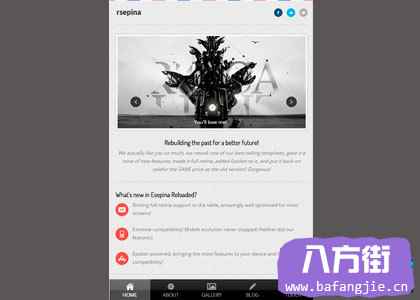 rsepina
You'll love me!
Rebuilding the past for a better future!
We actually like you so much, we retook one of our best selling templates, gave it a
tone of new features, made it full retina, added Epsilon to it, and put it back on
salefor the SAME price as the old version! Gorgeous!
What's new in Esepina Reloaded?
Brining full retina support to the table, amazingly well optimized for most
screens!
Extreme compatibility! Mobile evolution never stopped! Neither did our
features!
Epsilon powered, bringing the most features to your device and
compatibility!
HOME
ABOUT
GALLERY
BLOG
八方街
www.bafangjie.cn